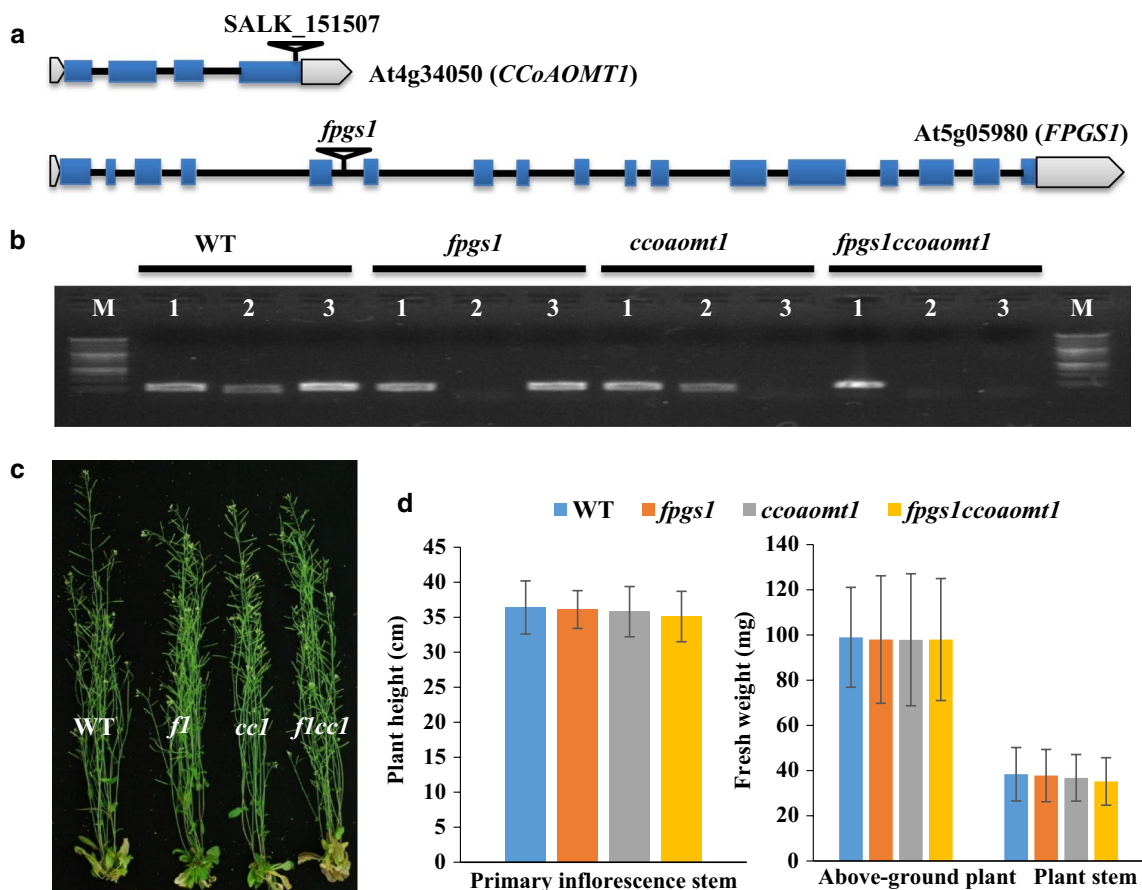 a
SALK_151507
At4g34050 (CCoAOMT1)
fpgs1
At5g05980 (FPGS1)
b
WT fpgs1 ccoaomt1 fpgs1ccoaomt1
M 1 2 3 1 2 3 1 2 3 1 2 3 M
c
WT f1 cc1 f1cc1
d
WT fpgs1 ccoaomt1 fpgs1ccoaomt1
Plant height (cm)
45
40
35
30
25
20
15
10
5
0
Primary inflorescence stem
Fresh weight (mg)
140
120
100
80
60
40
20
0
Above-ground plant Plant stem